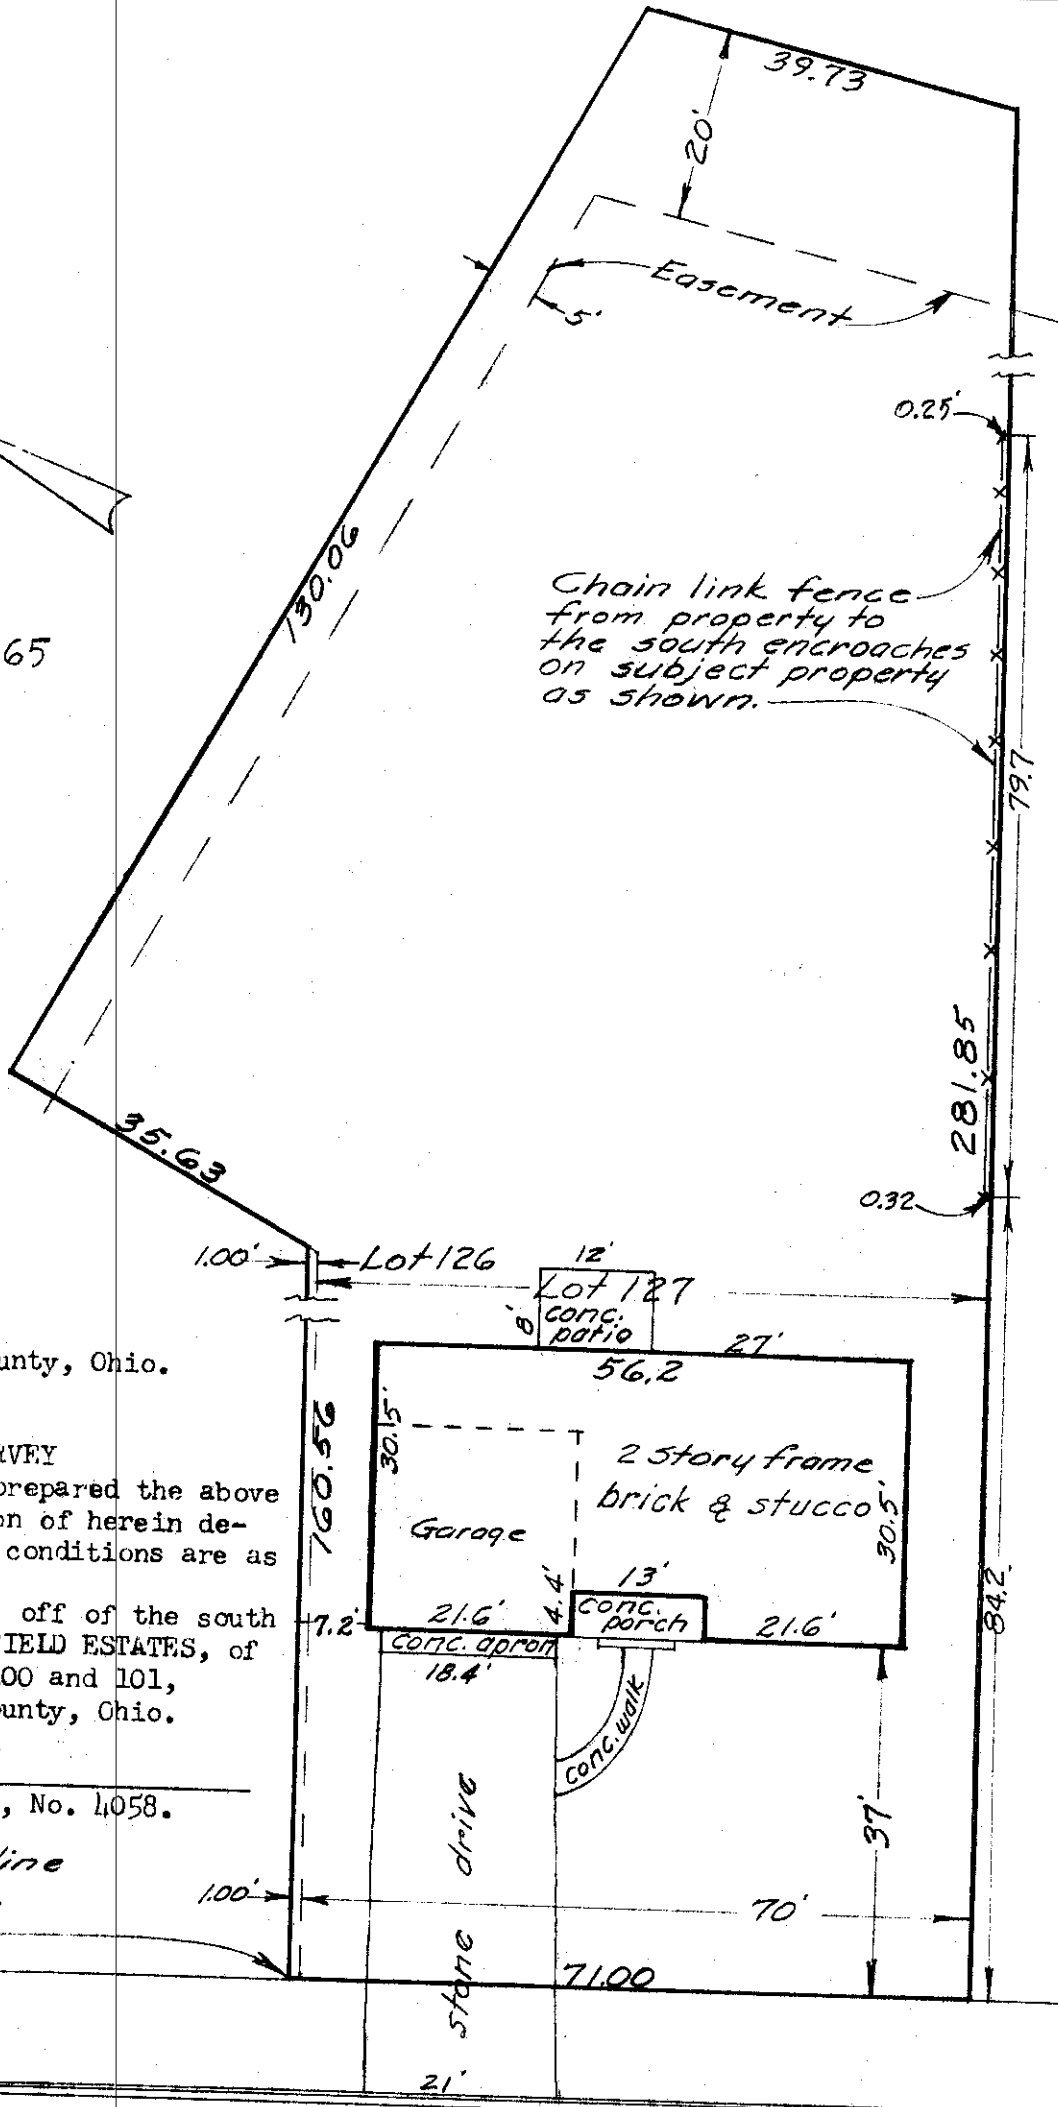 39.73
20'
Easement
5'
0.25'
130.06
Chain link fence
from property to
the south encroaches
on subject property
as shown.
65
79.7
281.85
35.63
0.32
1.00'
Lot 126
12'
Lot 127
8'
conc.
patio
27'
56.2
unty, Ohio.
30.5'
160.56
2 story frame
brick & stucco
RVEY
prepared the above
on of herein de-
conditions are as
Garage
30.5'
13'
4.4'
conc.
porch
off of the south
7.2'
21.6'
21.6'
84.2
IELD ESTATES, of
conc. apron
18.4'
00 and 101,
unty, Ohio.
conc. walk
, No. 4058.
stone drive
37'
line
1.00'
70'
71.00
21'